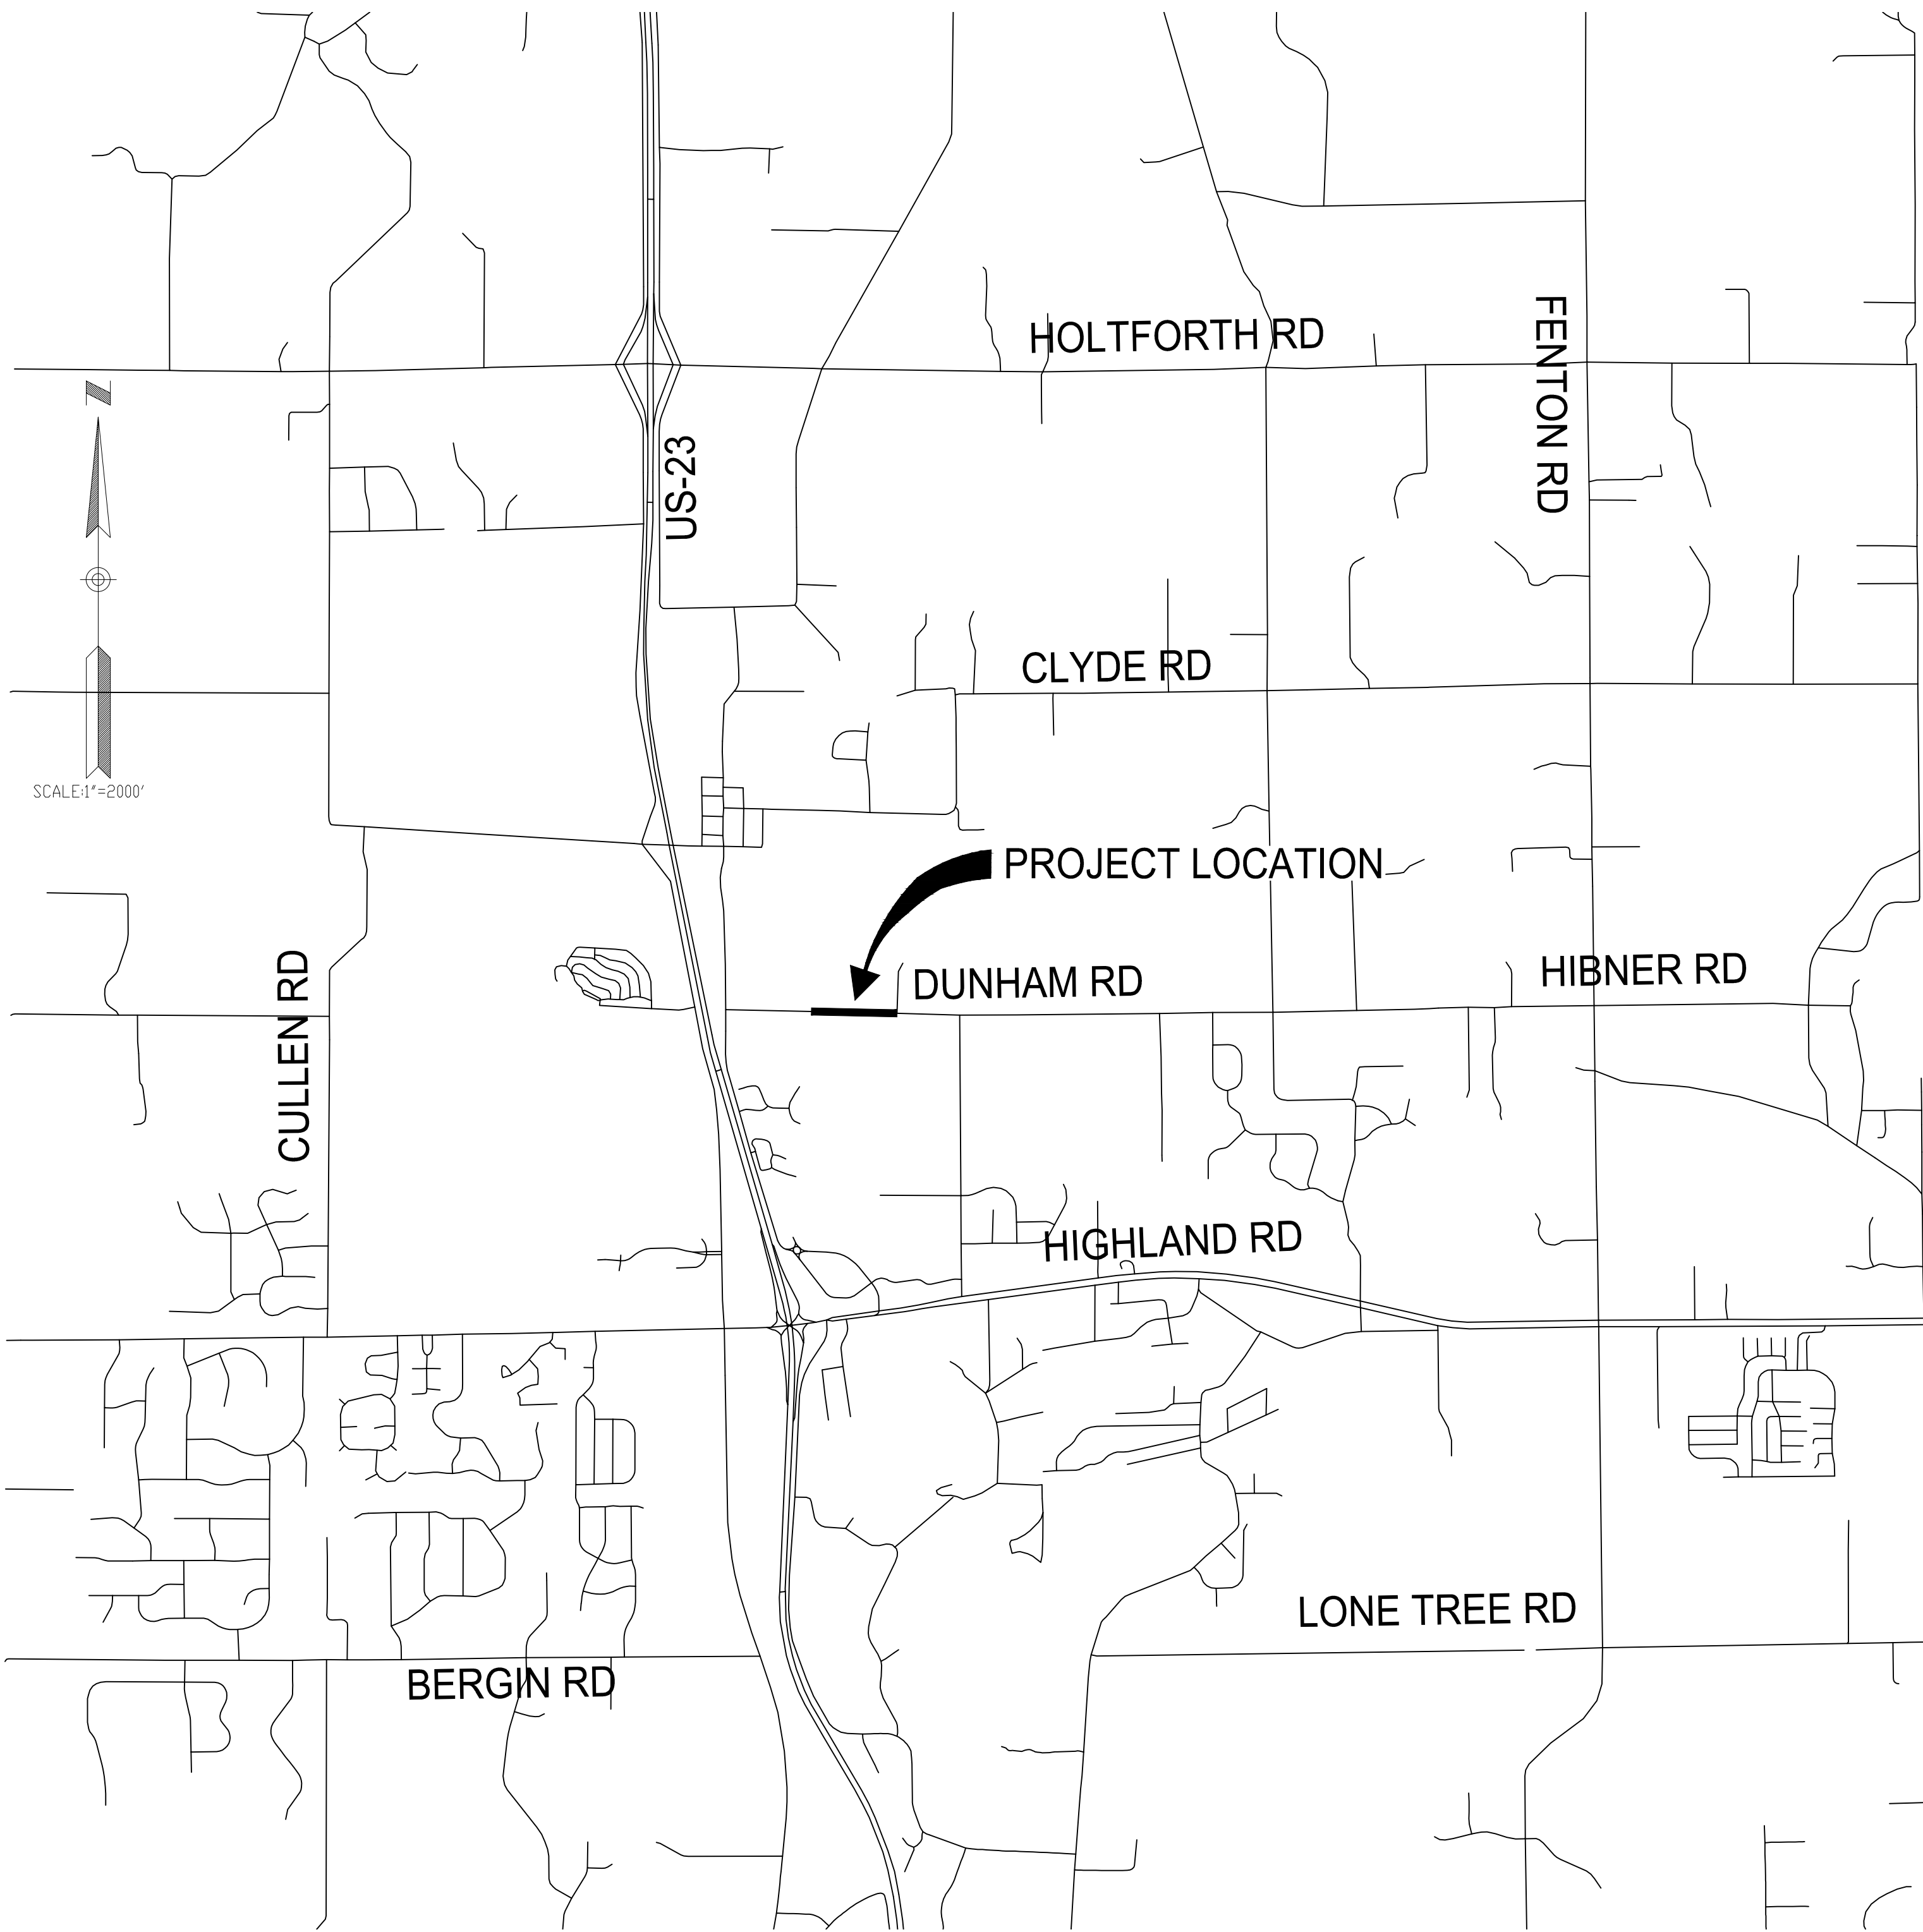 HOLTFORTH RD
FENTON RD
Z
US-23
CLYDE RD
SCALE:1"=2000'
PROJECT LOCATION
CULLEN RD
DUNHAM RD
HIBNER RD
HIGHLAND RD
LONE TREE RD
BERGIN RD